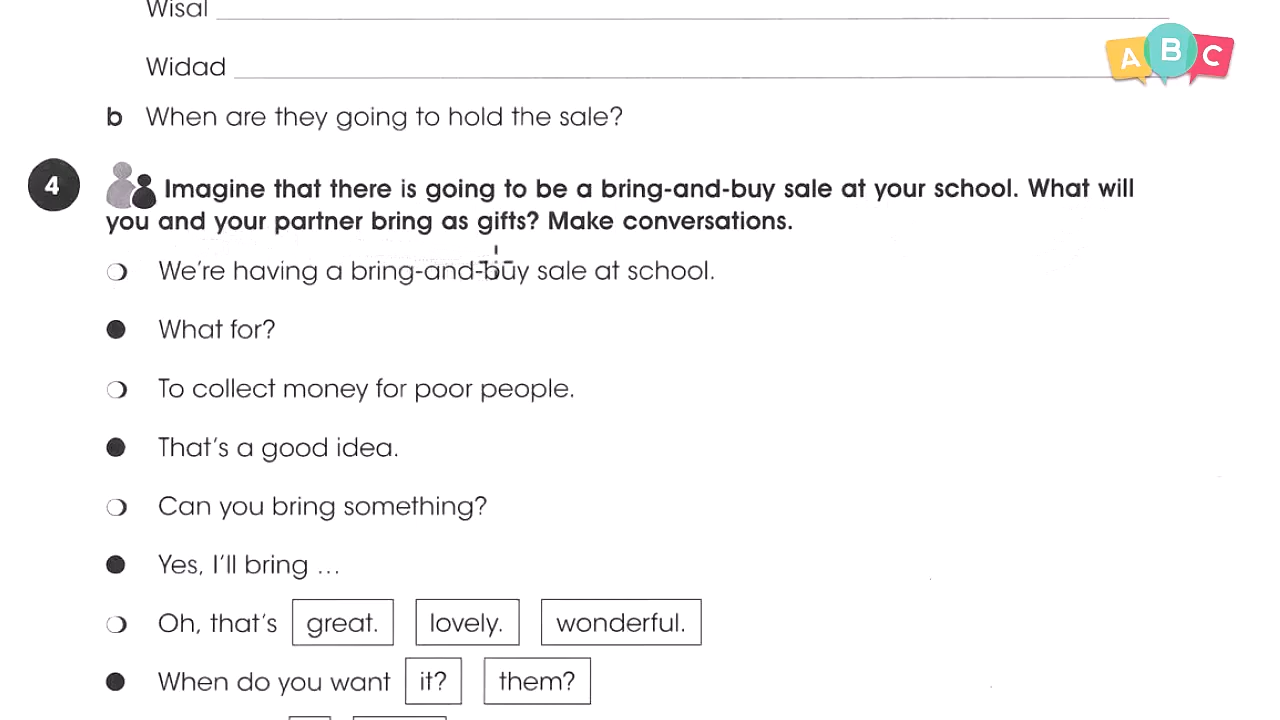 Wisal
Widad
b When are they going to hold the sale?
4 Imagine that there is going to be a bring-and-buy sale at your school. What will
you and your partner bring as gifts? Make conversations.
We're having a bring-and-buy sale at school.
What for?
To collect money for poor people.
That's a good idea.
Can you bring something?
Yes, I'll bring ...
Oh, that's great. lovely. wonderful.
When do you want it? them?
A B C